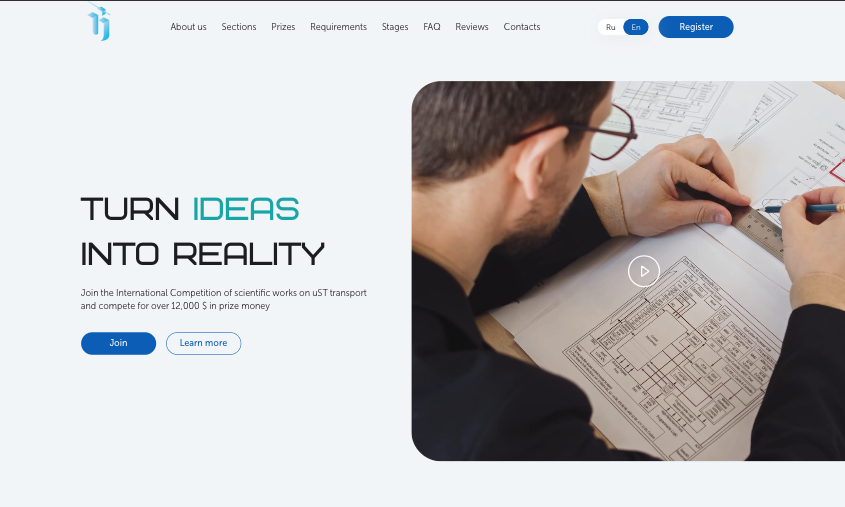 About us Sections Prizes Requirements Stages FAQ Reviews Contacts Ru En Register
TURN IDEAS
INTO REALITY
Join the International Competition of scientific works on uST transport
and compete for over 12,000 $ in prize money
Join Learn more